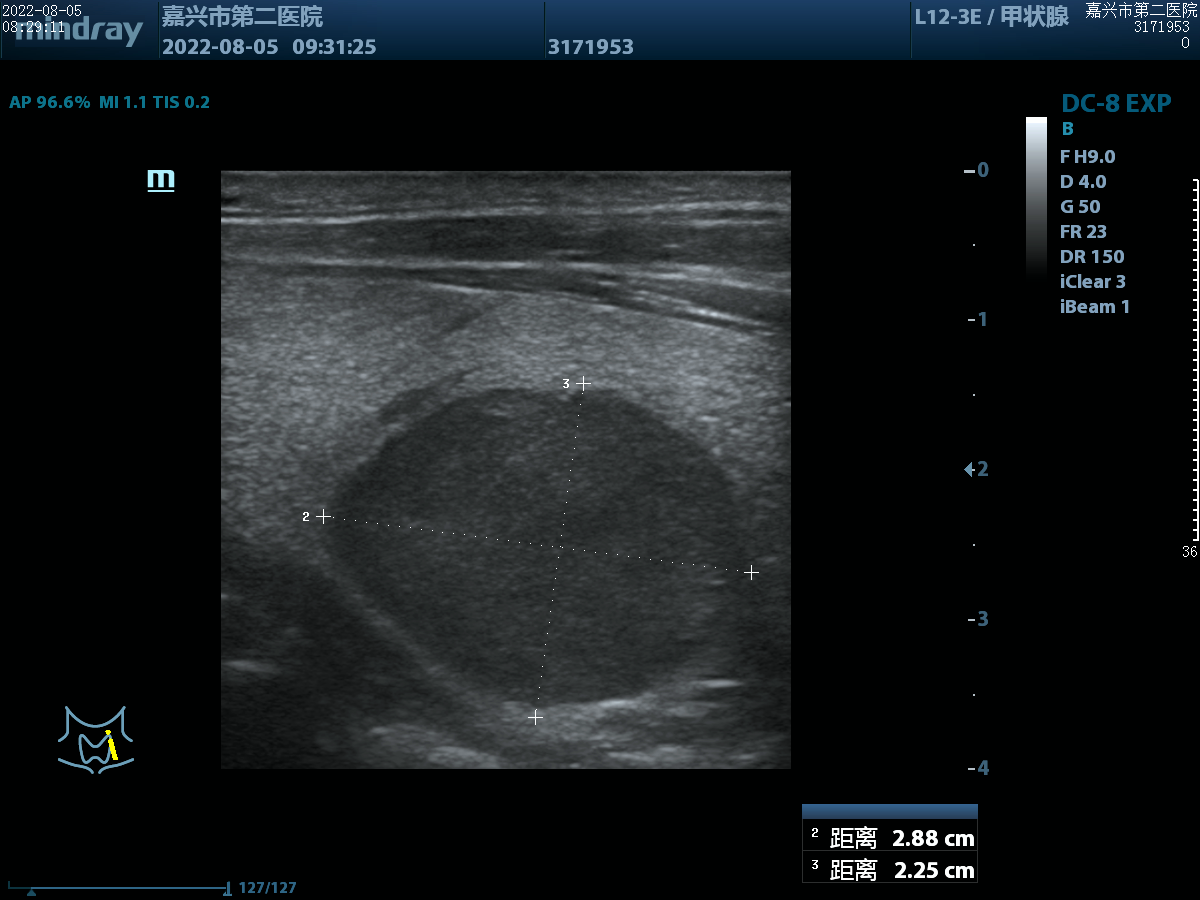 2022-08-05
08:29:11
mindray
嘉兴市第二医院
2022-08-05 09:31:25
3171953
L12-3E / 甲状腺
嘉兴市第二医院
3171953
0
AP 96.6% MI 1.1 TIS 0.2
DC-8 EXP
B
F H9.0
D 4.0
G 50
FR 23
DR 150
iClear 3
iBeam 1
m
0
1
2
3
4
3
2
36
2 距离 2.88 cm
3 距离 2.25 cm
127/127